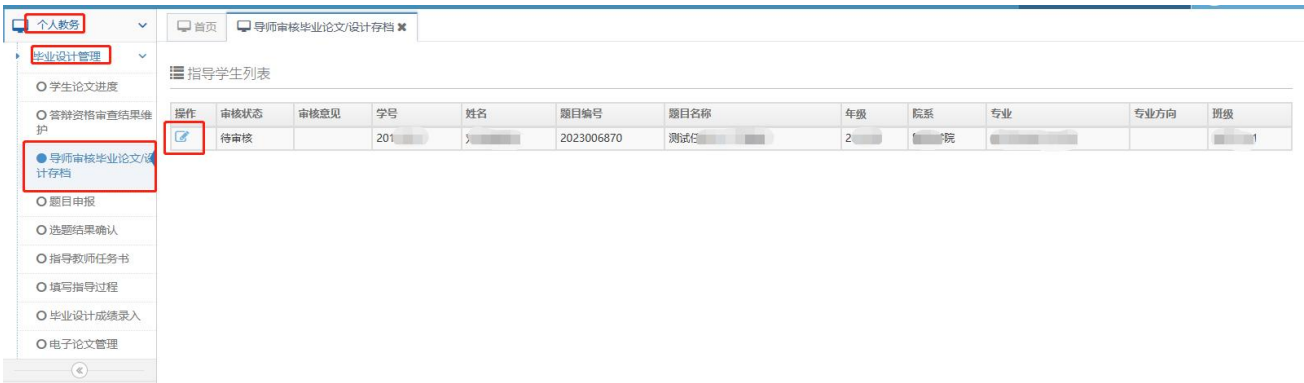 个人教务
首页
导师审核毕业论文/设计存档
毕业设计管理
指导学生列表
学生论文进度
答辩资格审查结果维
护
操作 审核状态 审核意见 学号 姓名 题目编号 题目名称 年级 院系 专业 专业方向 班级
待审核 201 2023006870 测试 2 院 1
导师审核毕业论文/设
计存档
题目申报
选题结果确认
指导教师任务书
填写指导过程
毕业设计成绩录入
电子论文管理